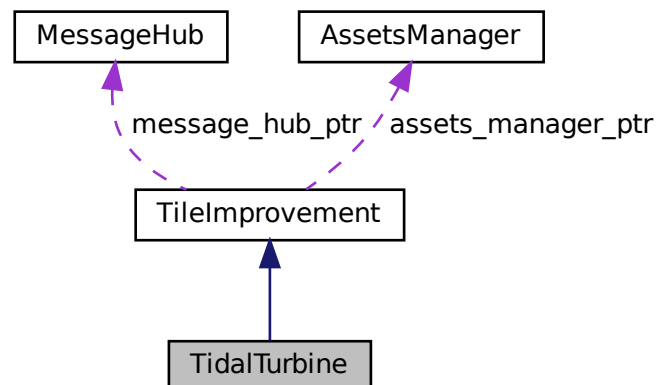 MessageHub
AssetsManager
message_hub_ptr
assets_manager_ptr
TileImprovement
TidalTurbine